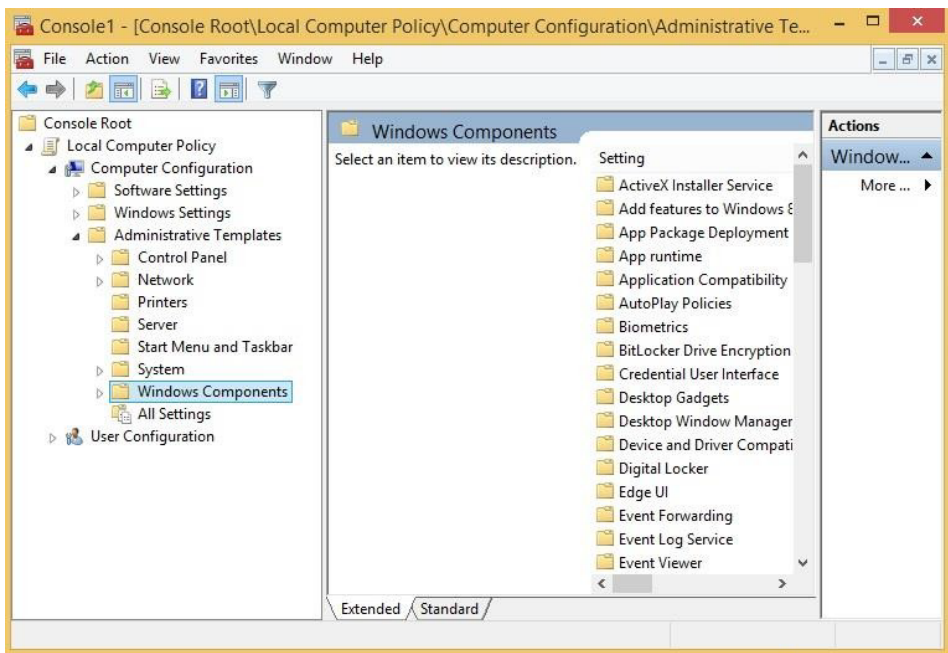 Console1 - [Console Root\Local Computer Policy\Computer Configuration\Administrative Te...
File Action View Favorites Window Help
Console Root
Local Computer Policy
Computer Configuration
Software Settings
Windows Settings
Administrative Templates
Control Panel
Network
Printers
Server
Start Menu and Taskbar
System
Windows Components
All Settings
User Configuration
Windows Components
Select an item to view its description.
Setting
ActiveX Installer Service
Add features to Windows 8
App Package Deployment
App runtime
Application Compatibility
AutoPlay Policies
Biometrics
BitLocker Drive Encryption
Credential User Interface
Desktop Gadgets
Desktop Window Manager
Device and Driver Compati
Digital Locker
Edge UI
Event Forwarding
Event Log Service
Event Viewer
Extended Standard
Actions
Window...
More ...